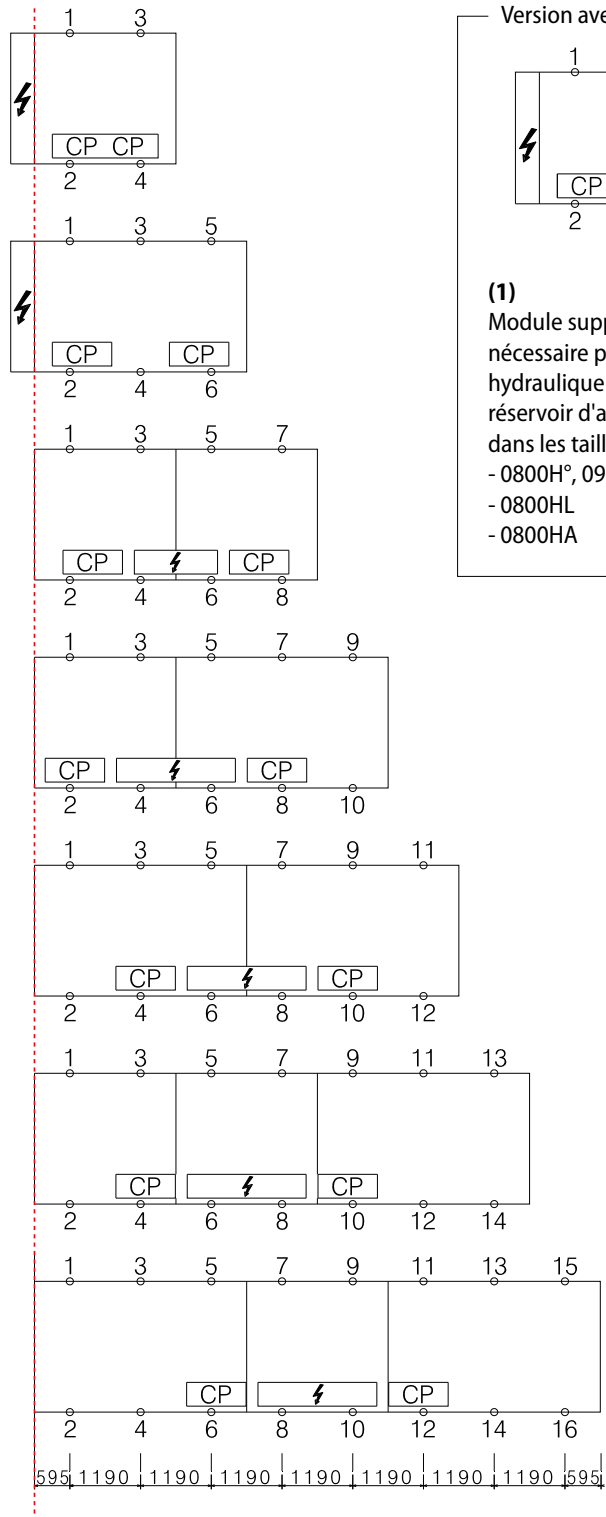 1 3
CP CP
2 4
1 3 5
CP CP
2 4 6
1 3 5 7
CP CP
2 4 6 8
1 3 5 7 9
CP CP
2 4 6 8 10
1 3 5 7 9 11
CP CP
2 4 6 8 10 12
1 3 5 7 9 11 13
CP CP
2 4 6 8 10 12 14
1 3 5 7 9 11 13 15
CP CP
2 4 6 8 10 12 14 16
595 1190 1190 1190 1190 1190 1190 1190 595
Version
1
CP
2
(1)
Module
nécessaire
hydraulique
réservoir
dans les
- 0800H°,
- 0800HL
- 0800HA